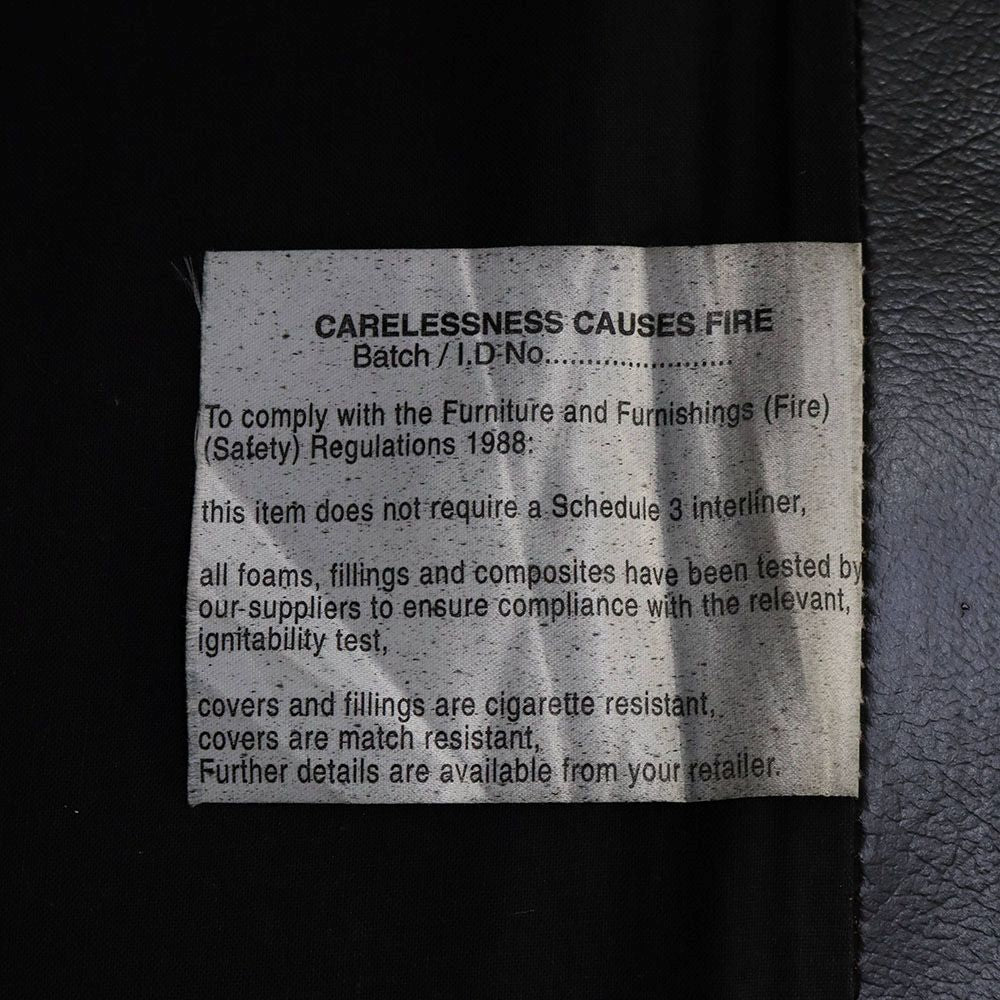 CARELESSNESS CAUSES FIRE
Batch / I.D No.......................
To comply with the Furniture and Furnishings (Fire)
(Safety) Regulations 1988:
this item does not require a Schedule 3 interliner,
all foams, fillings and composites have been tested by
our suppliers to ensure compliance with the relevant,
ignitability test,
covers and fillings are cigarette resistant,
covers are match resistant,
Further details are available from your retailer.